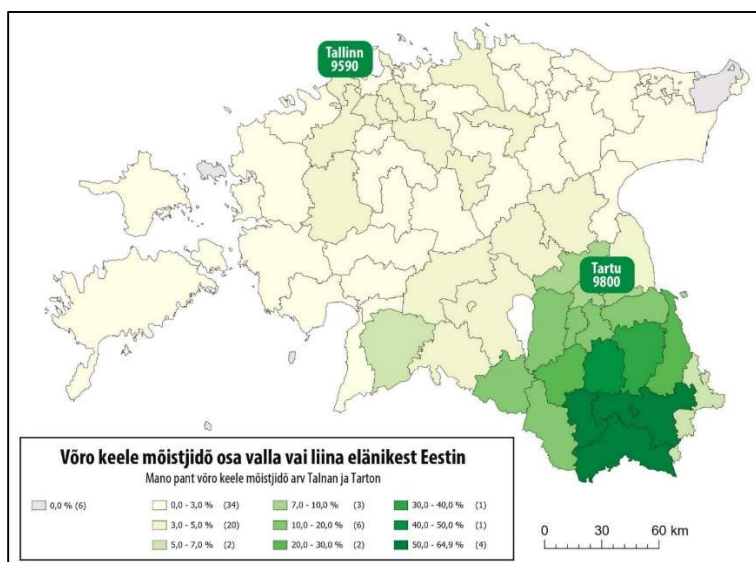 Tallinn
9590
Tartu
9800
Võro keele mõistjidõ osa valla vai liina elänikest Eestin
Mano pant võro keele mõistjidõ arv Talnan ja Tarton
0,0 % (6)
0,0 - 3,0 % (34)
3,0 - 5,0 % (20)
5,0 - 7,0 % (2)
7,0 - 10,0 % (3)
10,0 - 20,0 % (6)
20,0 - 30,0 % (2)
30,0 - 40,0 % (1)
40,0 - 50,0 % (1)
50,0 - 64,9 % (4)
0 30 60 km